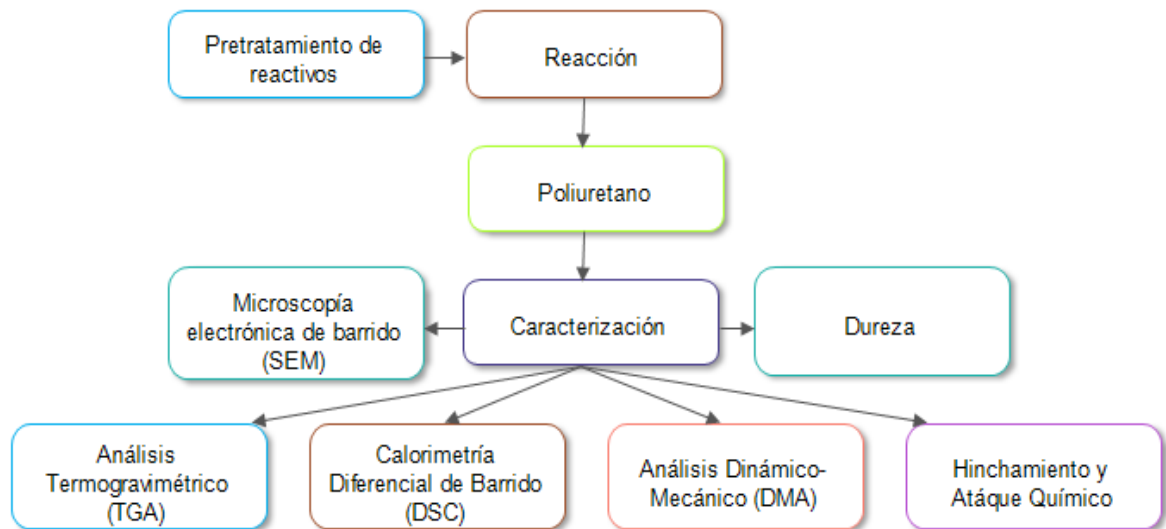 Pretratamiento de
reactivos
Reacción
Poliuretano
Microscopía
electrónica de barrido
(SEM)
Caracterización
Dureza
Análisis
Termogravimétrico
(TGA)
Calorimetría
Diferencial de Barrido
(DSC)
Análisis Dinámico-
Mecánico (DMA)
Hinchamiento y
Atáque Químico